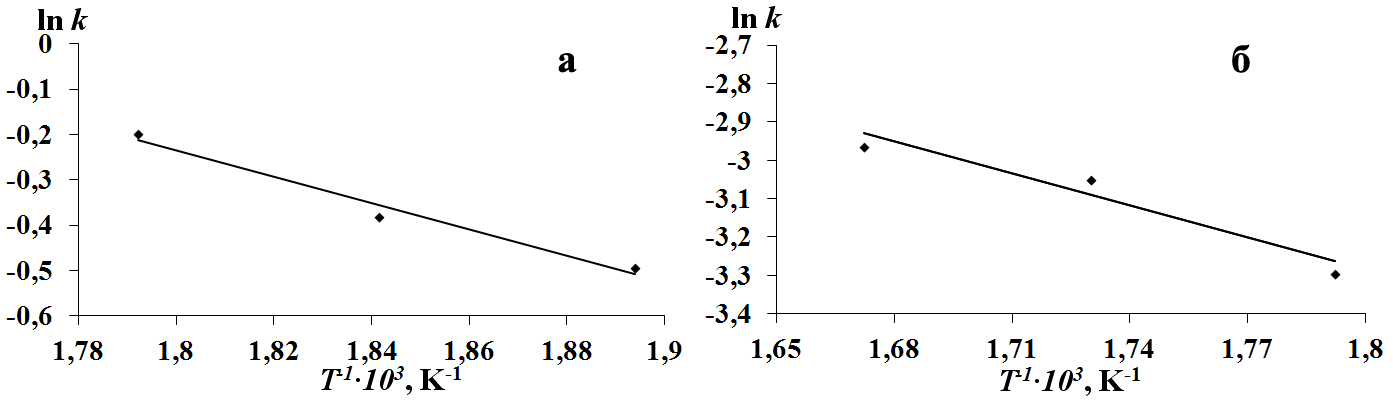 ln k
0
-0,1
-0,2
-0,3
-0,4
-0,5
-0,6
а
1,78 1,8 1,82 1,84 1,86 1,88 1,9
T-1·103, K-1
ln k
-2,7
-2,8
-2,9
-3
-3,1
-3,2
-3,3
-3,4
б
1,65 1,68 1,71 1,74 1,77 1,8
T-1·103, K-1